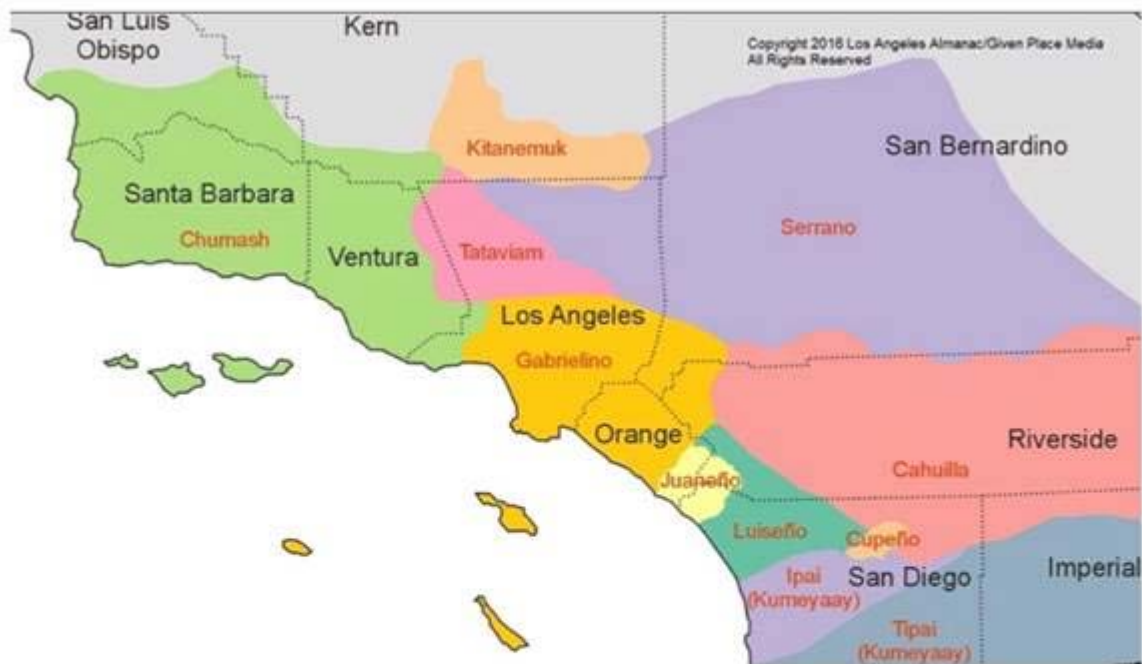 San Luis
Obispo
Kern
Copyright 2016 Los Angeles Almanac/Given Place Media
All Rights Reserved
Kitanemuk
San Bernardino
Santa Barbara
Chumash
Ventura
Tataviam
Serrano
Los Angeles
Gabrielino
Orange
Riverside
Cahuilla
Juaneño
Luiseño
Cupeño
Ipai
(Kumeyaay)
San Diego
Imperial
Tipai
(Kumeyaay)